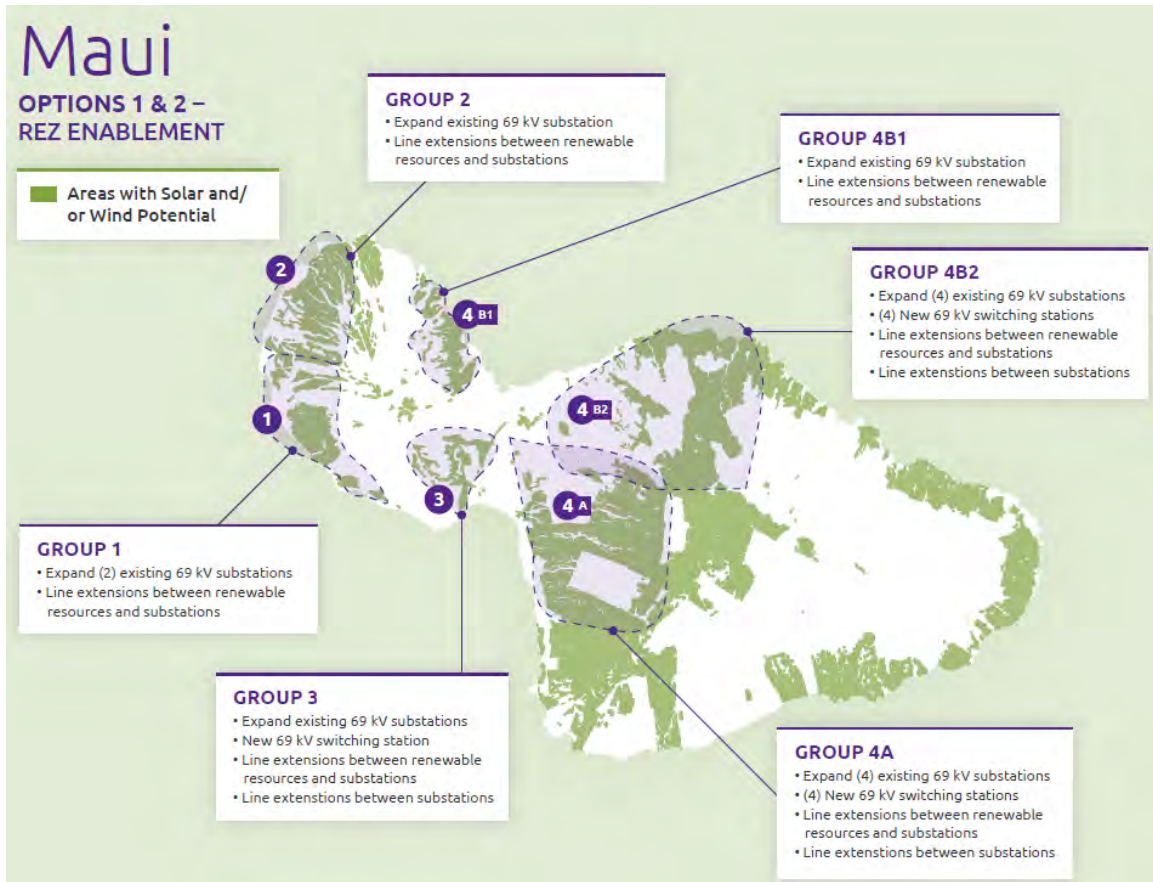 Maui
OPTIONS 1 & 2 –
REZ ENABLEMENT
Areas with Solar and/
or Wind Potential
GROUP 2
• Expand existing 69 kV substation
• Line extensions between renewable
resources and substations
GROUP 4B1
• Expand existing 69 kV substation
• Line extensions between renewable
resources and substations
GROUP 4B2
• Expand (4) existing 69 kV substations
• (4) New 69 kV switching stations
• Line extensions between renewable
resources and substations
• Line extenstions between substations
2
4 B1
4 B2
1
3
4 A
GROUP 1
• Expand (2) existing 69 kV substations
• Line extensions between renewable
resources and substations
GROUP 3
• Expand existing 69 kV substations
• New 69 kV switching station
• Line extensions between renewable
resources and substations
• Line extenstions between substations
GROUP 4A
• Expand (4) existing 69 kV substations
• (4) New 69 kV switching stations
• Line extensions between renewable
resources and substations
• Line extenstions between substations